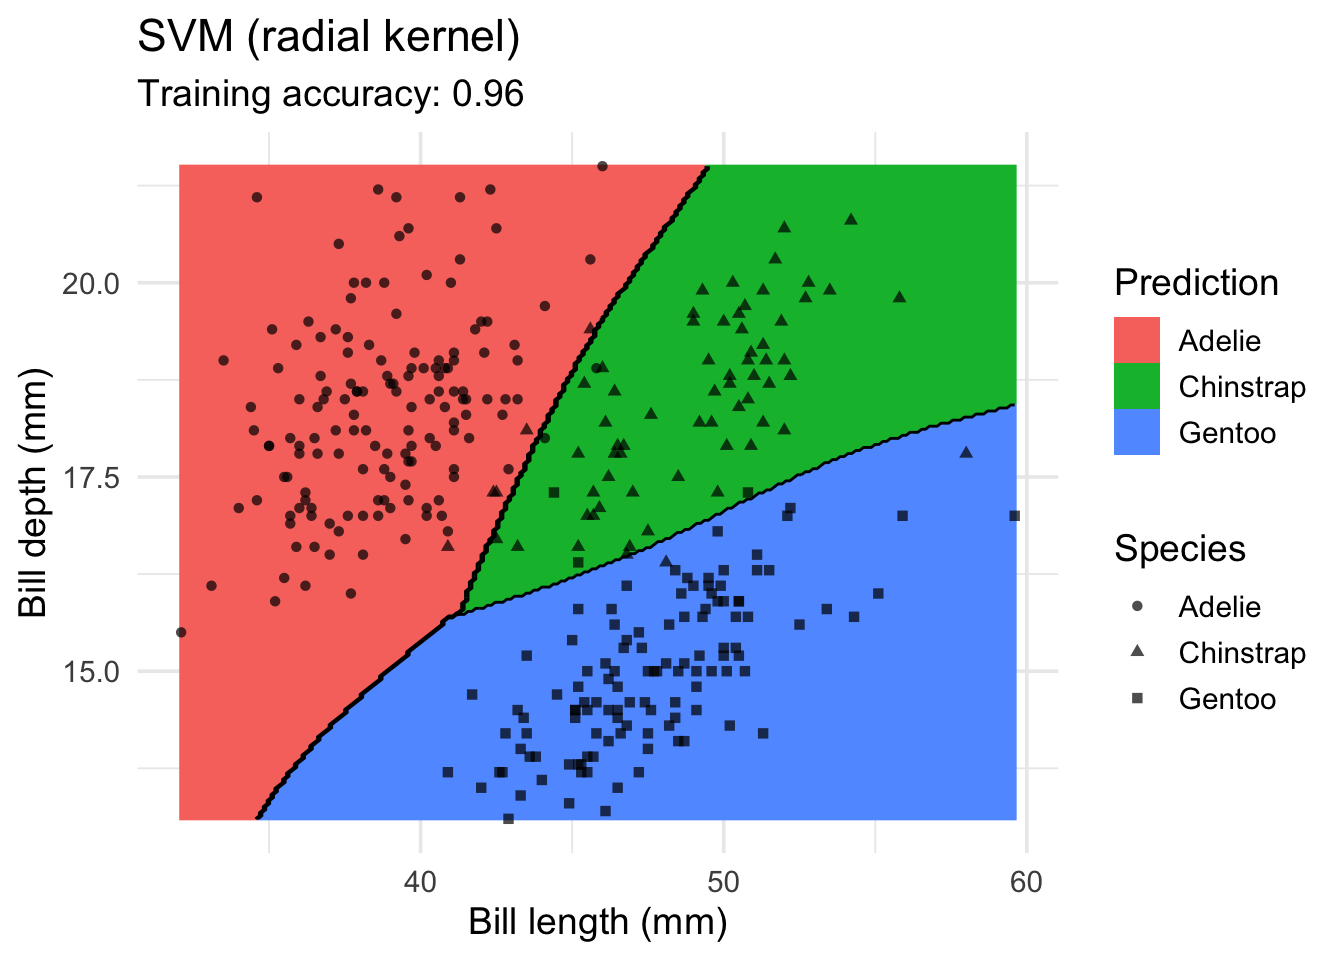 SVM (radial kernel)
Training accuracy: 0.96
20.0
17.5
15.0
Bill depth (mm)
40
50
60
Bill length (mm)
Prediction
Adelie
Chinstrap
Gentoo
Species
Adelie
Chinstrap
Gentoo